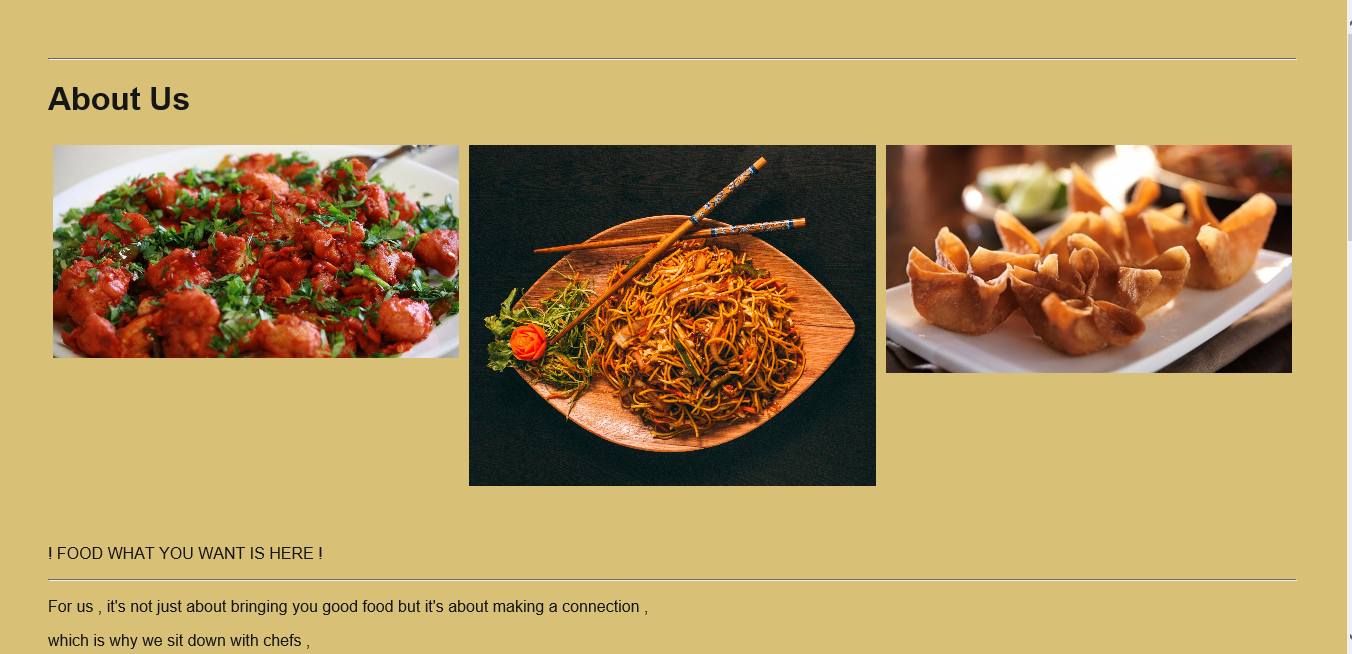 About Us
! FOOD WHAT YOU WANT IS HERE !
For us , it's not just about bringing you good food but it's about making a connection ,
which is why we sit down with chefs ,